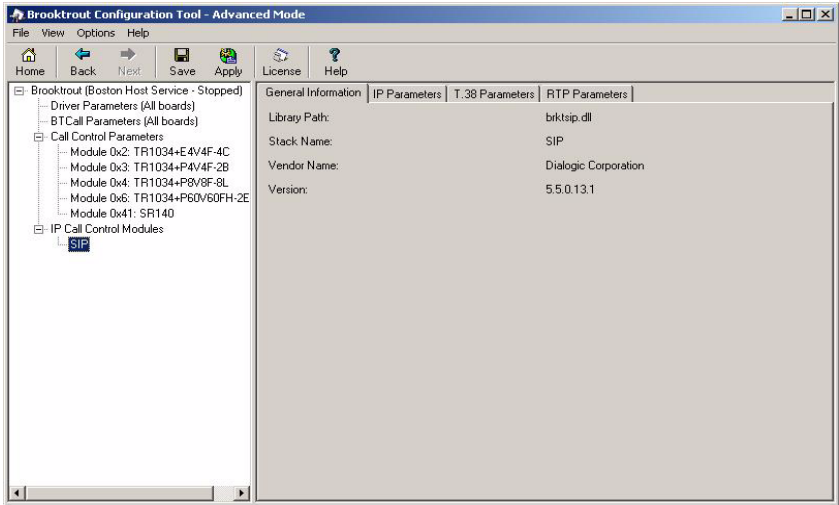 Brooktrout Configuration Tool - Advanced Mode
File View Options Help
Home Back Next Save Apply License Help
Brooktrout (Boston Host Service - Stopped)
Driver Parameters (All boards)
BTCall Parameters (All boards)
Call Control Parameters
Module 0x2: TR1034+E4V4F-4C
Module 0x3: TR1034+P4V4F-2B
Module 0x4: TR1034+P8V8F-8L
Module 0x6: TR1034+P60V60FH-2E
Module 0x41: SR140
IP Call Control Modules
SIP
General Information IP Parameters T.38 Parameters RTP Parameters
Library Path: brktsip.dll
Stack Name: SIP
Vendor Name: Dialogic Corporation
Version: 5.5.0.13.1